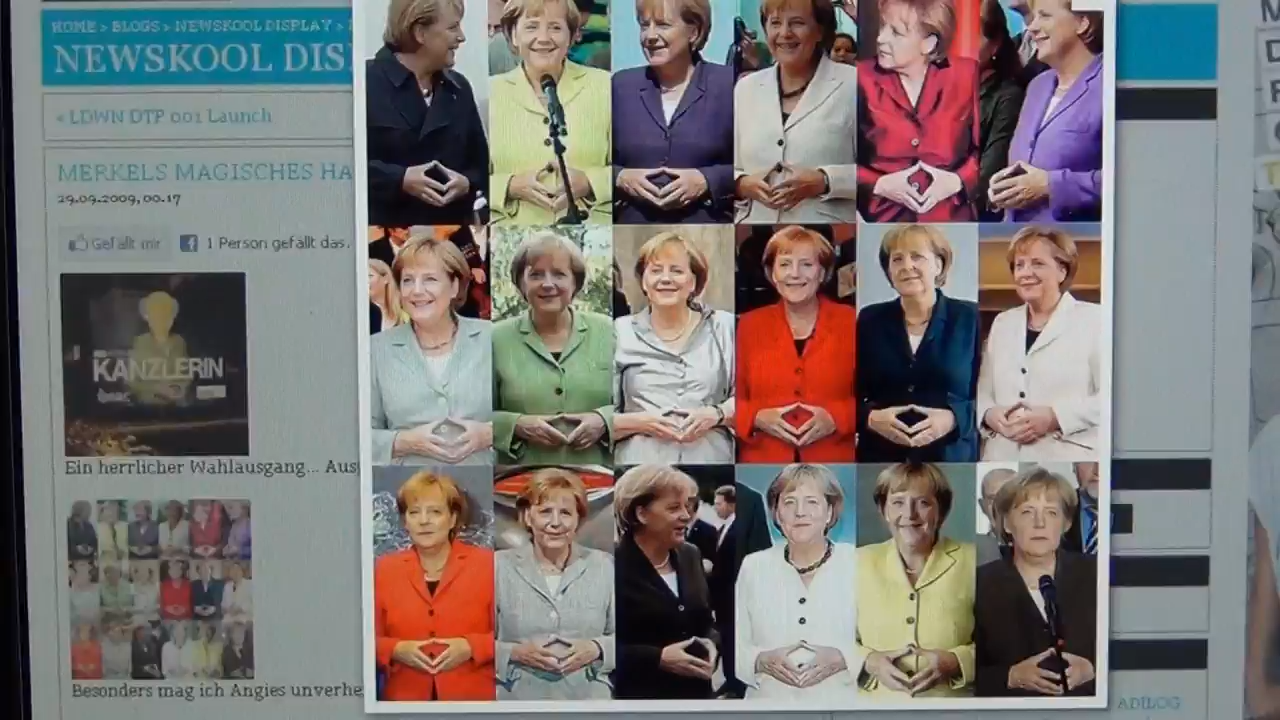 HOME > BLOGS > NEWSKOOL DISPLAY >
NEWSKOOL DIS
« LDWN DTP 001 Launch
MERKELS MAGISCHES HA
29.09.2009, 00.17
Gefällt mir
1 Person gefällt das.
KANZLERIN
Ein herrlicher Wahlausgang... Aus
Besonders mag ich Angies unverhe
ADILOG